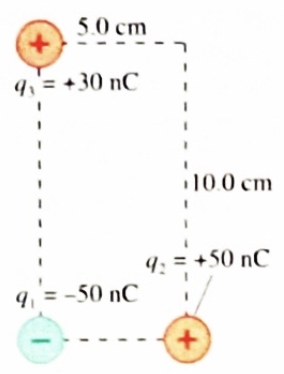 5.0 cm
q₃ = +30 nC
10.0 cm
q₂ = +50 nC
q₁ = −50 nC